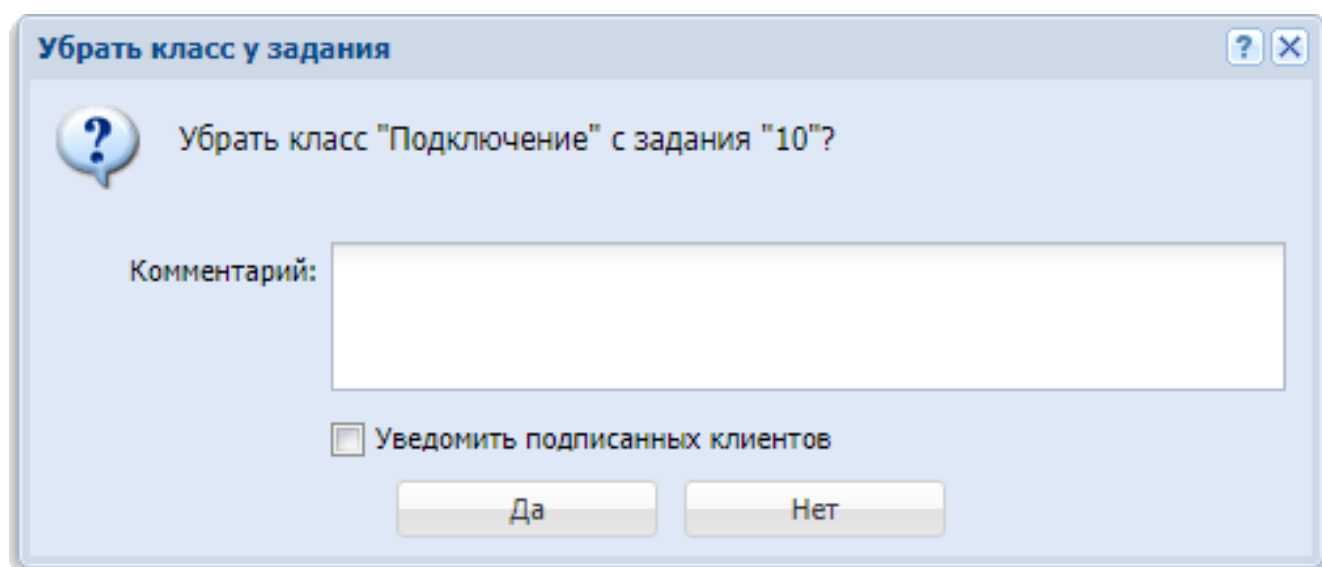 Убрать класс у задания
Убрать класс "Подключение" с задания "10"?
Комментарий:
Уведомить подписанных клиентов
Да Нет